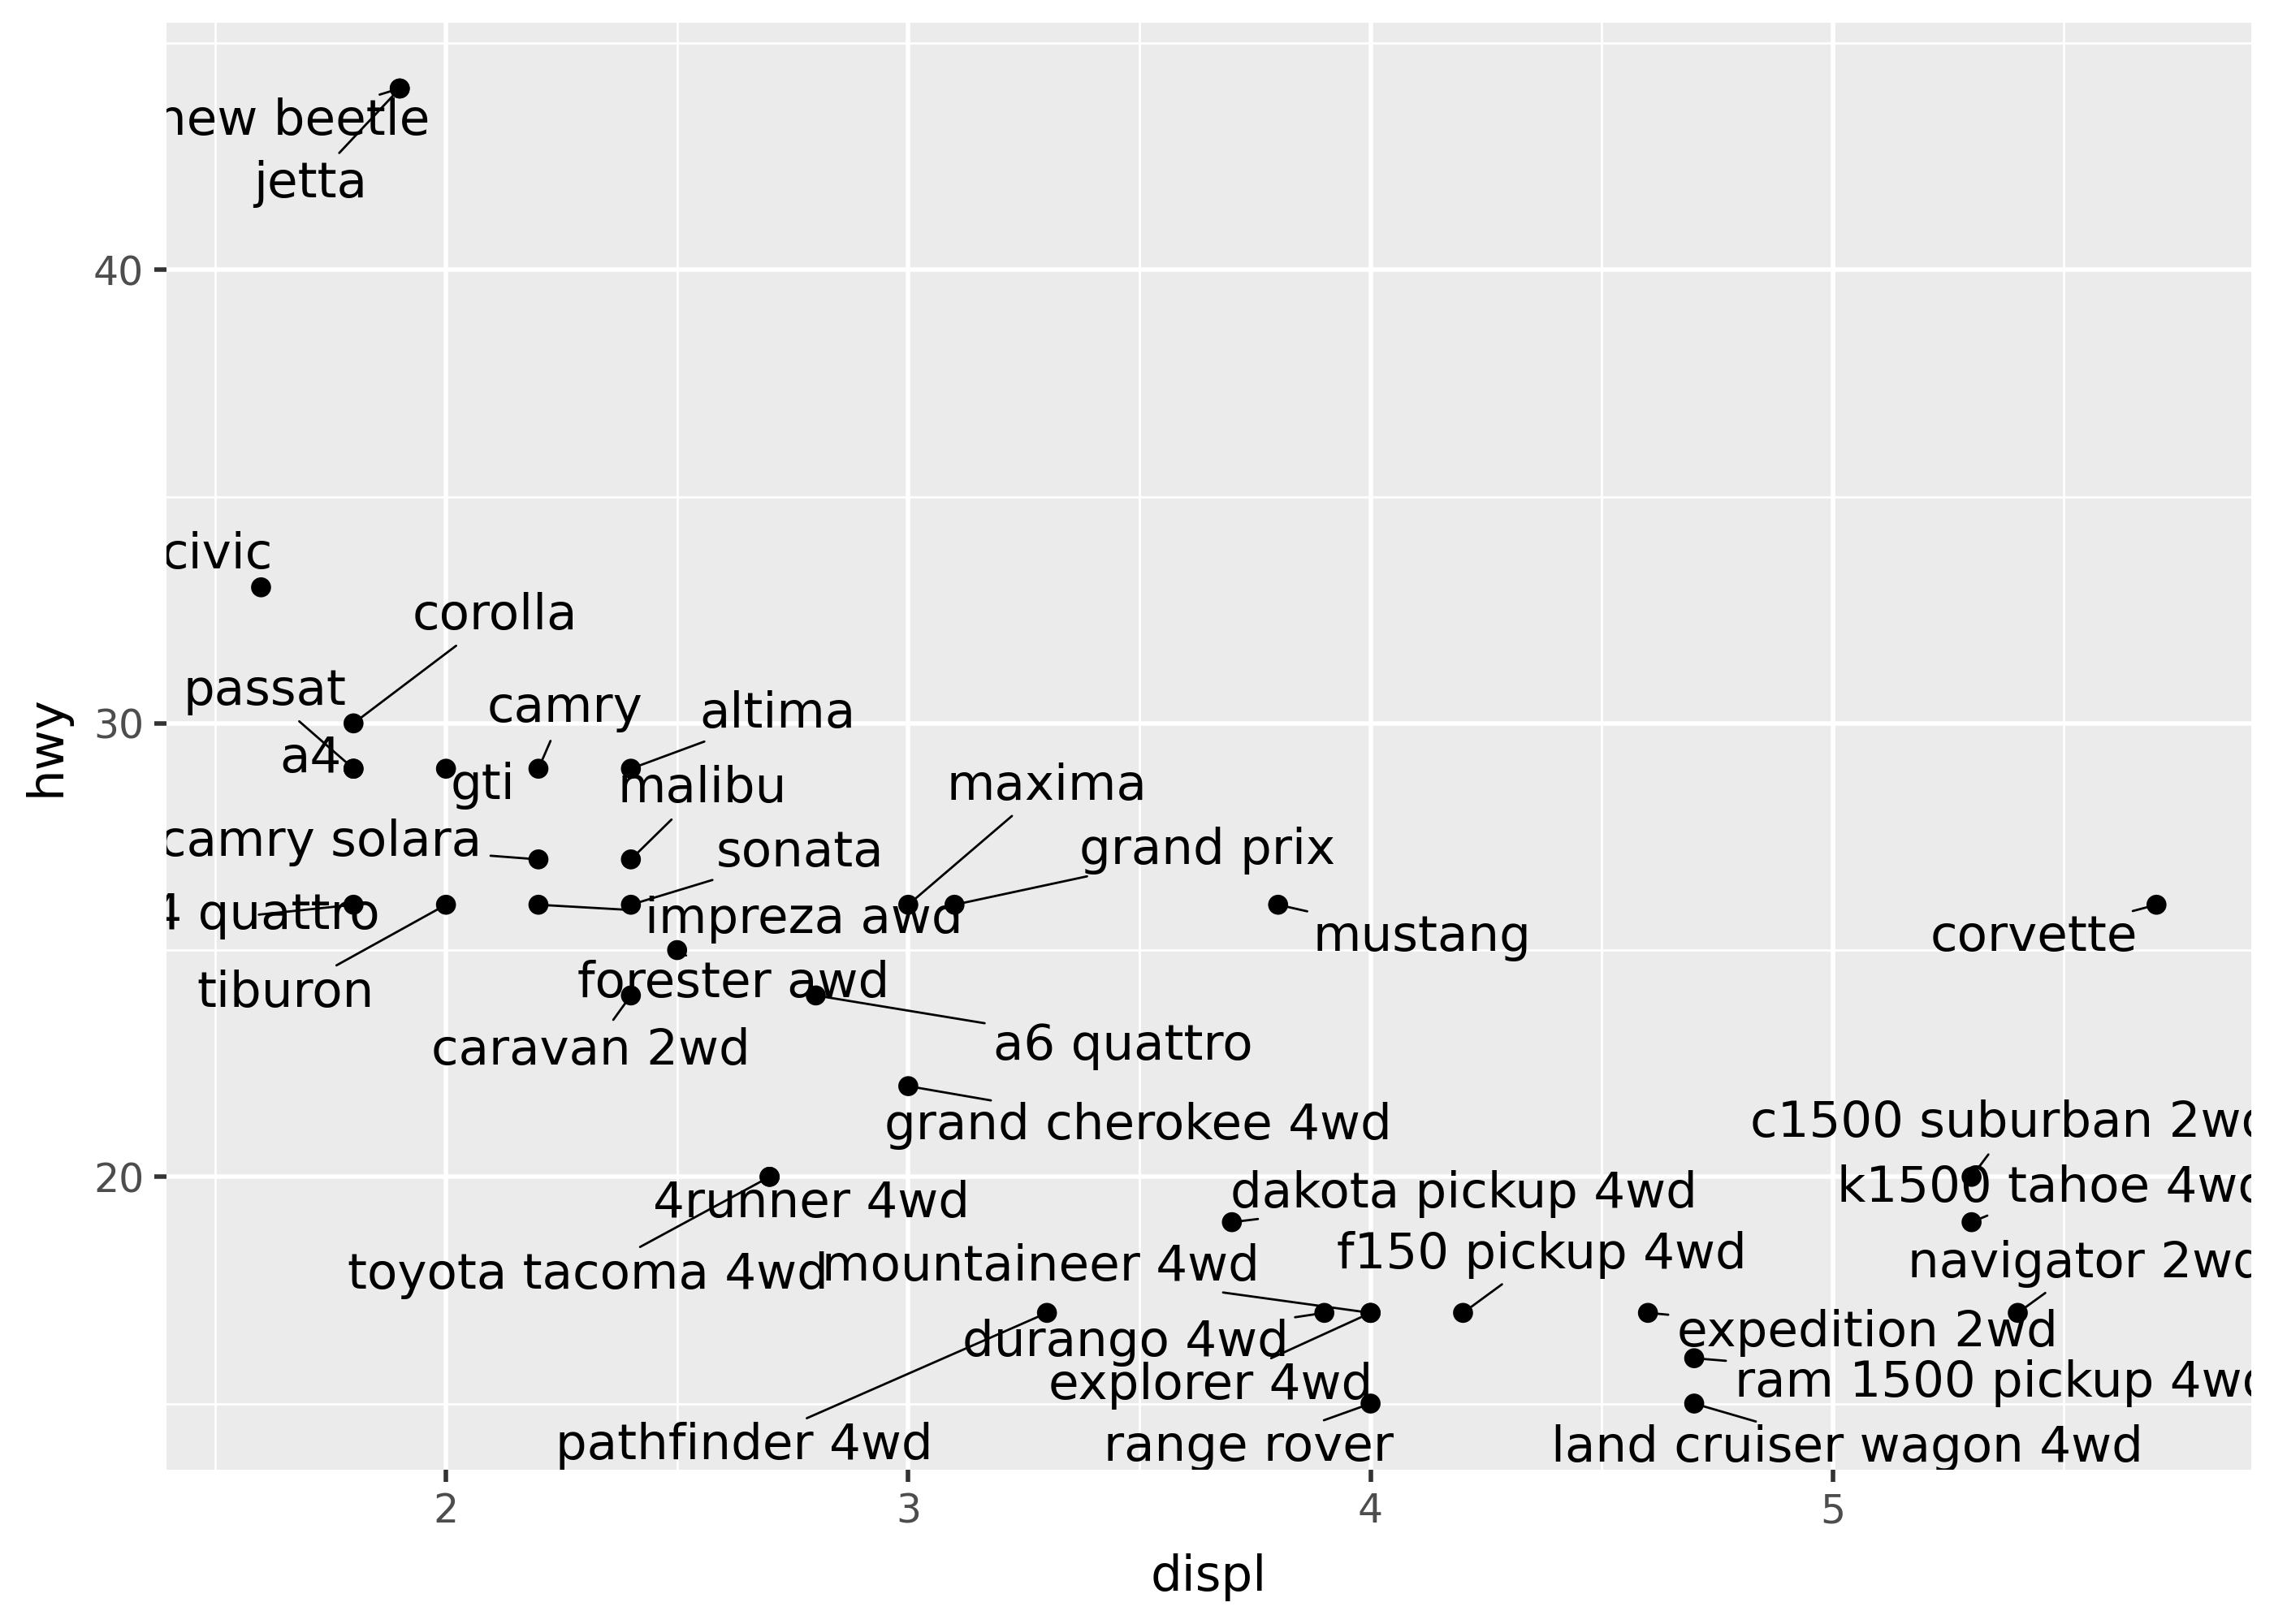 new beetle
jetta
40
civic
corolla
passat
camry
altima
hwy
30
a4
gti
malibu
maxima
camry solara
sonata
grand prix
4 quattro
impreza awd
mustang
corvette
tiburon
forester awd
caravan 2wd
a6 quattro
grand cherokee 4wd
c1500 suburban 2wd
20
4runner 4wd
dakota pickup 4wd
k1500 tahoe 4wd
toyota tacoma 4wd
mountaineer 4wd
f150 pickup 4wd
navigator 2wd
durango 4wd
expedition 2wd
explorer 4wd
ram 1500 pickup 4wd
pathfinder 4wd
range rover
land cruiser wagon 4wd
2
3
4
5
displ